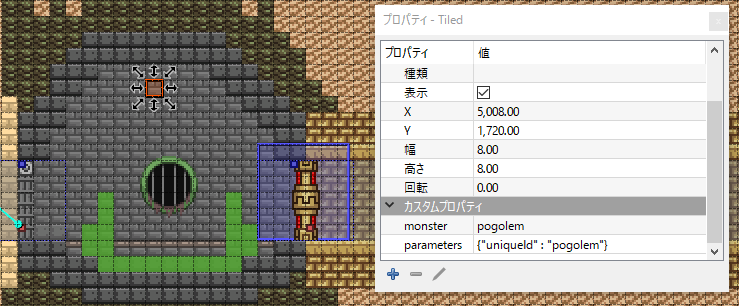 プロパティ - Tiled
プロパティ 値
種類
表示
X 5,008.00
Y 1,720.00
幅 8.00
高さ 8.00
回転 0.00
カスタムプロパティ
monster pogolem
parameters {"uniqueId" : "pogolem"}